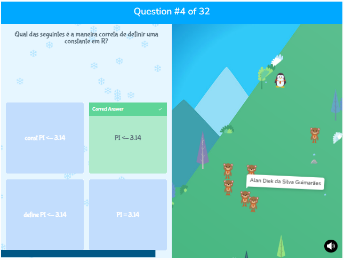 Question #4 of 32
Qual das seguintes é a maneira correta de definir uma
constante em R?
const PI <- 3.14
Correct Answer
PI <- 3.14
define PI <- 3.14
PI = 3.14
Alan Diek da Silva Guimarães